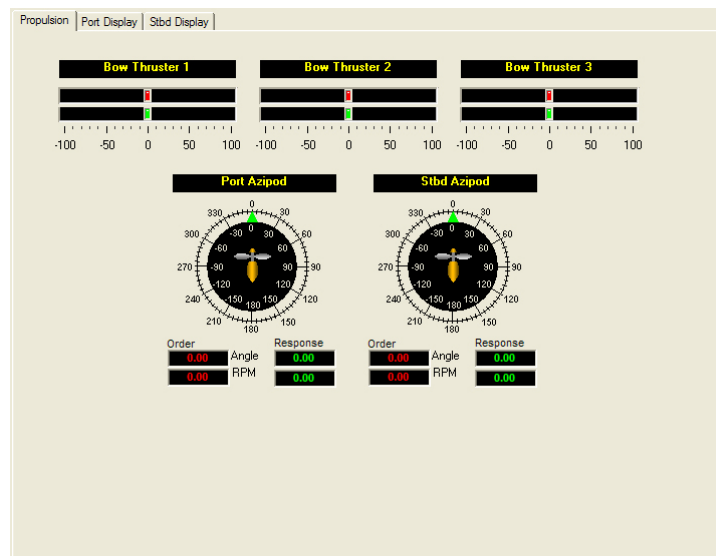 Propulsion Port Display Stbd Display
Bow Thruster 1 Bow Thruster 2 Bow Thruster 3
-100 -50 0 50 100 -100 -50 0 50 100 -100 -50 0 50 100
Port Azipod Stbd Azipod
0 0
330 30 330 30
0 0
-30 30 -30 30
300 60 300 60
-60 60 -60 60
270 -90 90 90 270 -90 90 90
-120 120 -120 120
240 120 240 120
-150 180 150 -150 180 150
210 150 210 150
180 180
Order Response Order Response
0.00 Angle 0.00 0.00 Angle 0.00
0.00 RPM 0.00 0.00 RPM 0.00